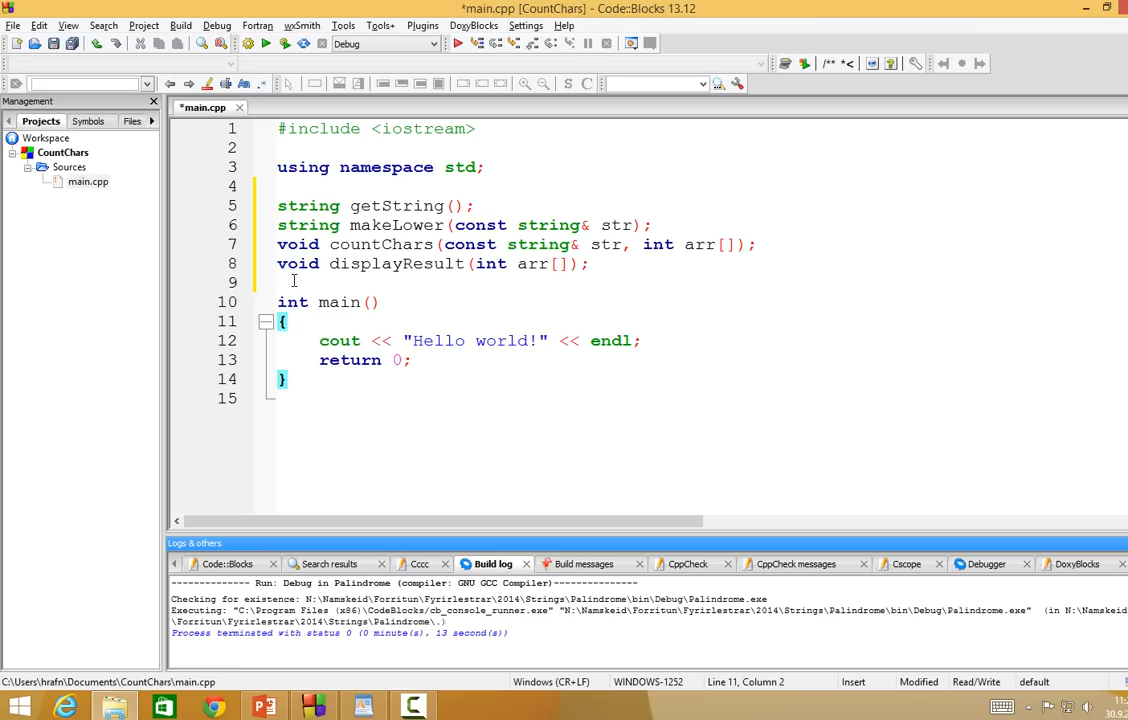 *main.cpp [CountChars] - Code::Blocks 13.12
File Edit View Search Project Build Debug Fortran wxSmith Tools Tools+ Plugins DoxyBlocks Settings Help
Debug
/** *<
Management
*main.cpp
Projects Symbols Files
Workspace
CountChars
Sources
main.cpp
1 #include <iostream>
2
3 using namespace std;
4
5 string getString();
6 string makeLower(const string& str);
7 void countChars(const string& str, int arr[]);
8 void displayResult(int arr[]);
9
10 int main()
11 {
12 cout << "Hello world!" << endl;
13 return 0;
14 }
15
Logs & others
Code::Blocks Search results Cccc Build log Build messages CppCheck CppCheck messages Cscope Debugger DoxyBlocks
-------------- Run: Debug in Palindrome (compiler: GNU GCC Compiler)---------------
Checking for existence: N:\Namskeid\Forritun\Fyrirlestrar\2014\Strings\Palindrome\bin\Debug\Palindrome.exe
Executing: "C:\Program Files (x86)\CodeBlocks/cb_console_runner.exe" "N:\Namskeid\Forritun\Fyrirlestrar\2014\Strings\Palindrome\bin\Debug\Palindrome.exe" (in N:\Namskeid
\Forritun\Fyrirlestrar\2014\Strings\Palindrome\.)
Process terminated with status 0 (0 minute(s), 13 second(s))
C:\Users\hrafn\Documents\CountChars\main.cpp Windows (CR+LF) WINDOWS-1252 Line 11, Column 2 Insert Modified Read/Write default